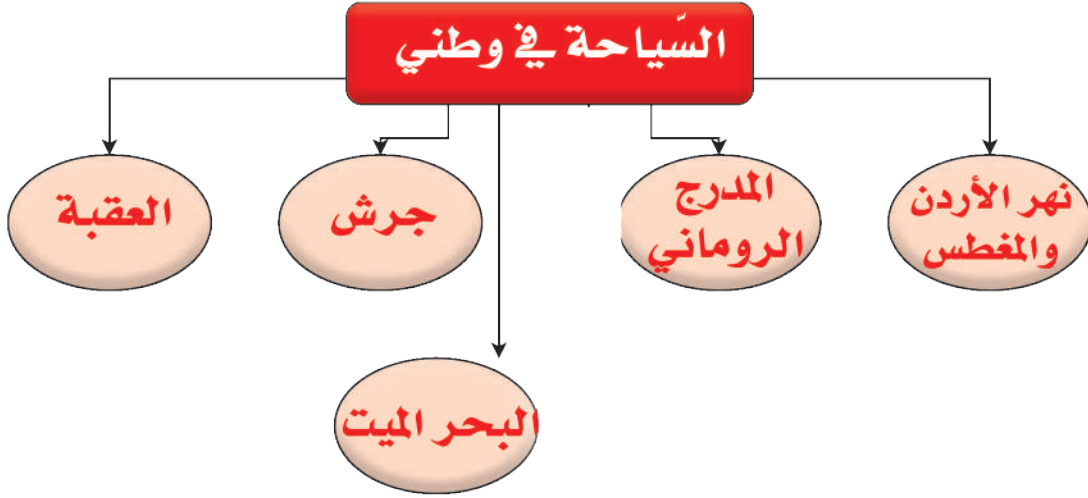 السّياحة في وطني
نهر الأردن
والمغطس
المدرج
الروماني
جرش
العقبة
البحر الميت